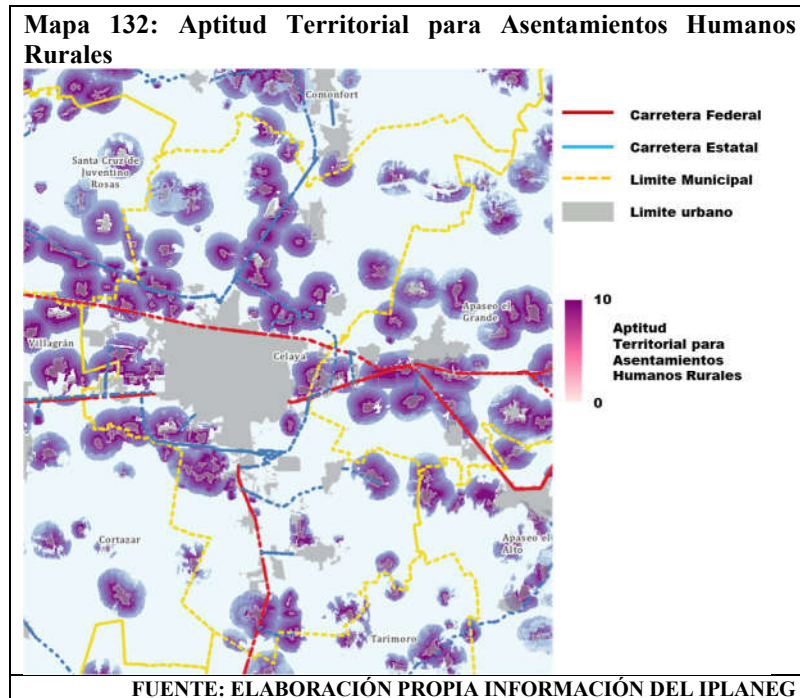 Mapa 132: Aptitud Territorial para Asentamientos Humanos
Rurales
Comonfort
Santa Cruz de
Juventino
Rosas
Apaseo el
Grande
Villagrán
Celaya
Cortazar
Apaseo el
Alto
Tarimoro
Carretera Federal
Carretera Estatal
Limite Municipal
Limite urbano
10
Aptitud
Territorial para
Asentamientos
Humanos Rurales
0
FUENTE: ELABORACIÓN PROPIA INFORMACIÓN DEL IPLANEG